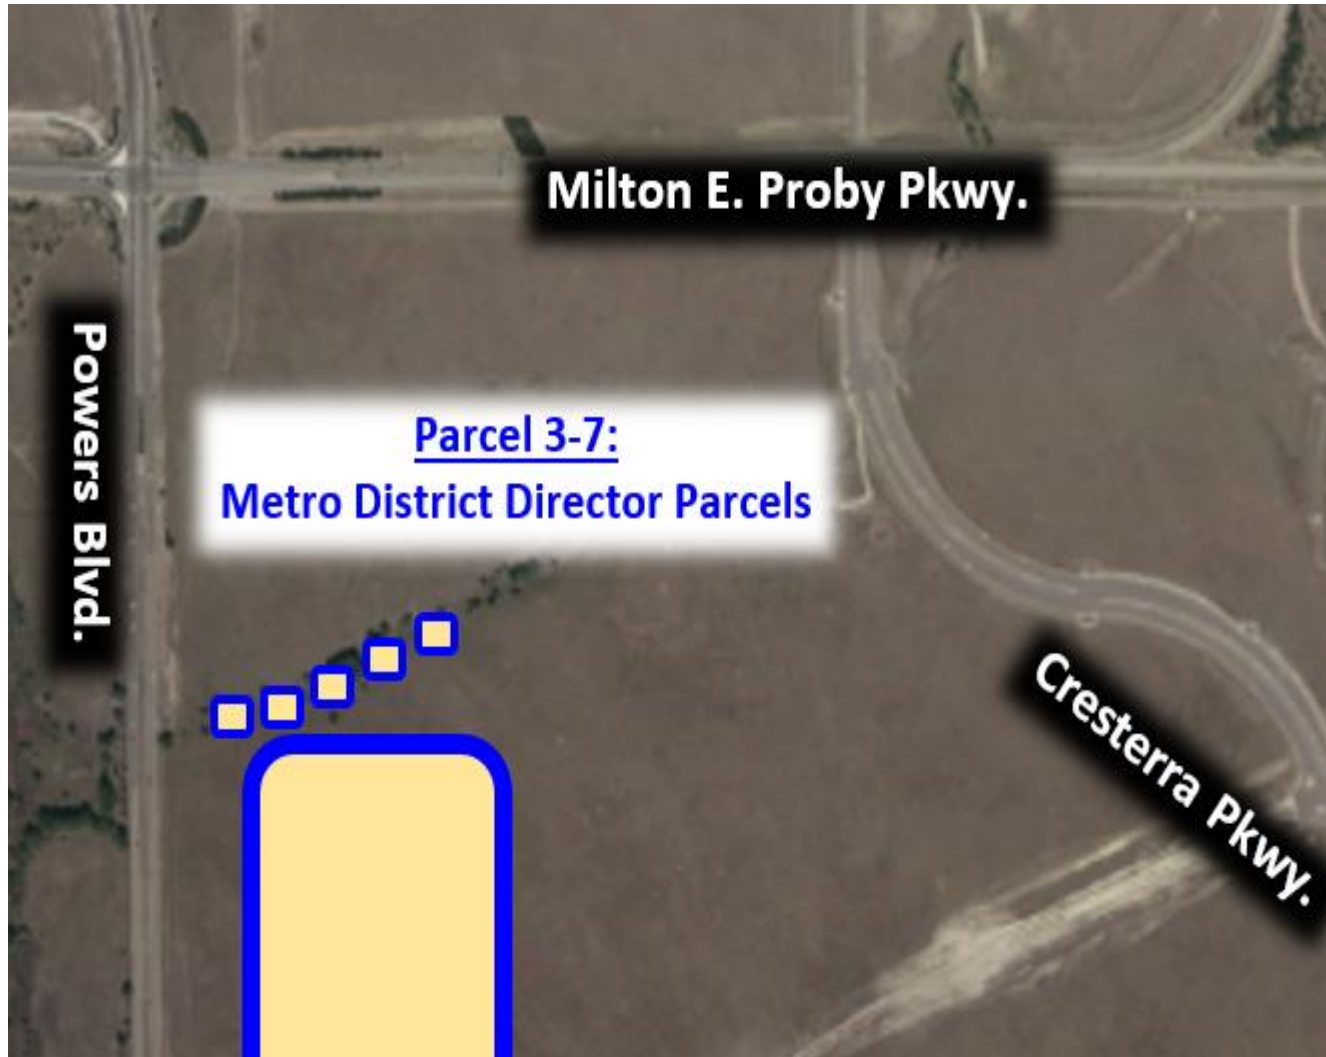 Milton E. Proby Pkwy.
Powers Blvd.
Parcel 3-7:
Metro District Director Parcels
Cresterra Pkwy.